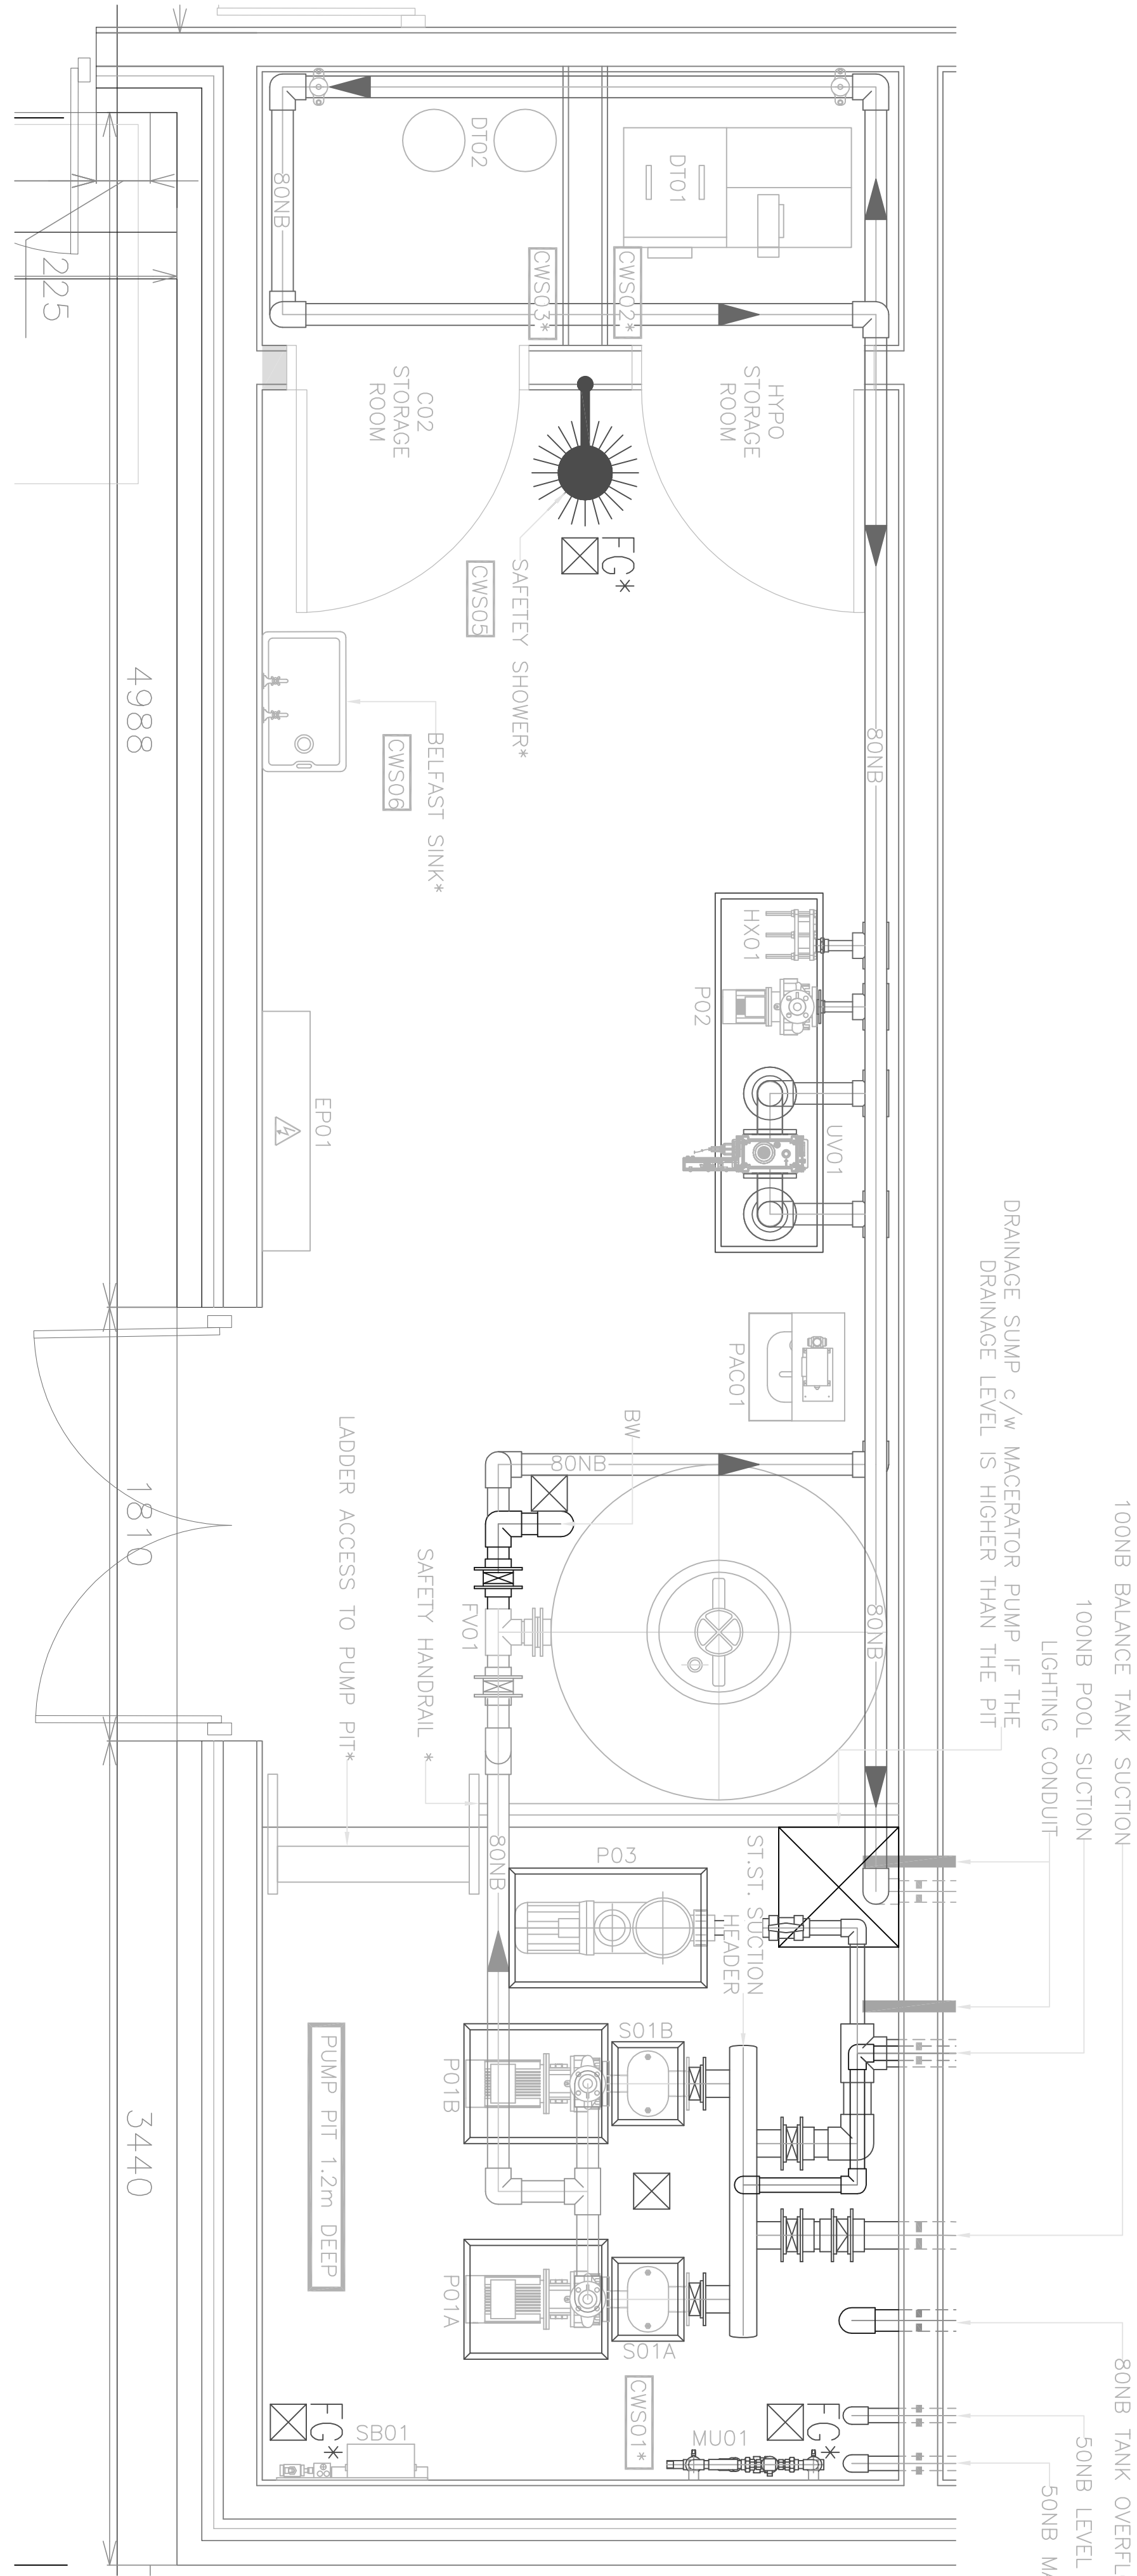 225
80NB
DT02
DT01
CWS03*
CWS02*
C02
STORAGE
ROOM
HYPO
STORAGE
ROOM
FG*
SAFETEY SHOWER*
CWS05
4988
BELFAST SINK*
CWS06
80NB
HX01
P02
UV01
EP01
PAC01
DRAINAGE SUMP c/w MACERATOR PUMP IF THE
DRAINAGE LEVEL IS HIGHER THAN THE PIT
BW
80NB
LADDER ACCESS TO PUMP PIT*
SAFETY HANDRAIL *
FV01
1810
80NB
100NB BALANCE TANK SUCTION
100NB POOL SUCTION
LIGHTING CONDUIT
80NB
P03
ST.ST. SUCTION
HEADER
S01B
P01B
PUMP PIT 1.2m DEEP
3440
P01A
S01A
CWS01*
MU01
FG*
SB01
FG*
80NB TANK OVERFL
50NB LEVEL
50NB